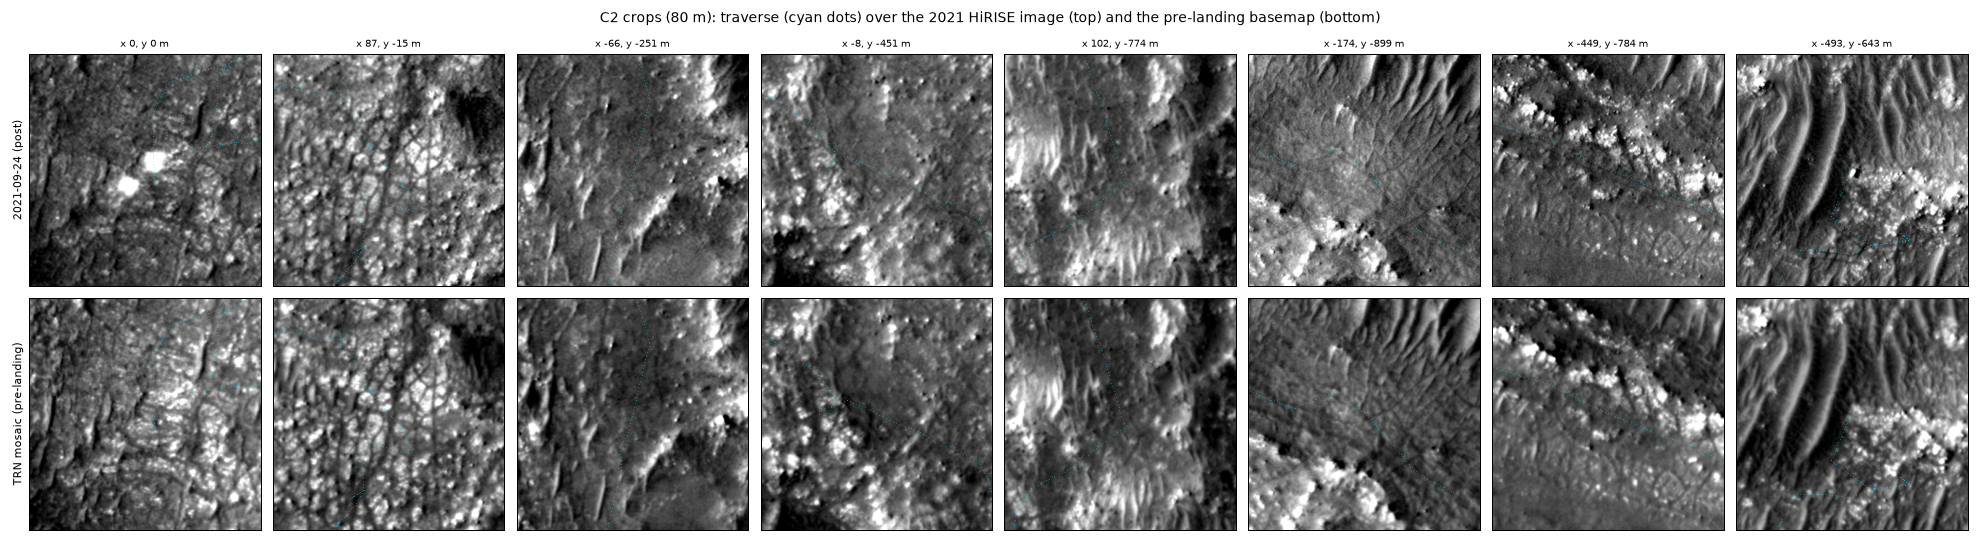 C2 crops (80 m): traverse (cyan dots) over the 2021 HiRISE image (top) and the pre-landing basemap (bottom)
x 0, y 0 m
x 87, y -15 m
x -66, y -251 m
x -8, y -451 m
x 102, y -774 m
x -174, y -899 m
x -449, y -784 m
x -493, y -643 m
2021-09-24 (post)
TRN mosaic (pre-landing)